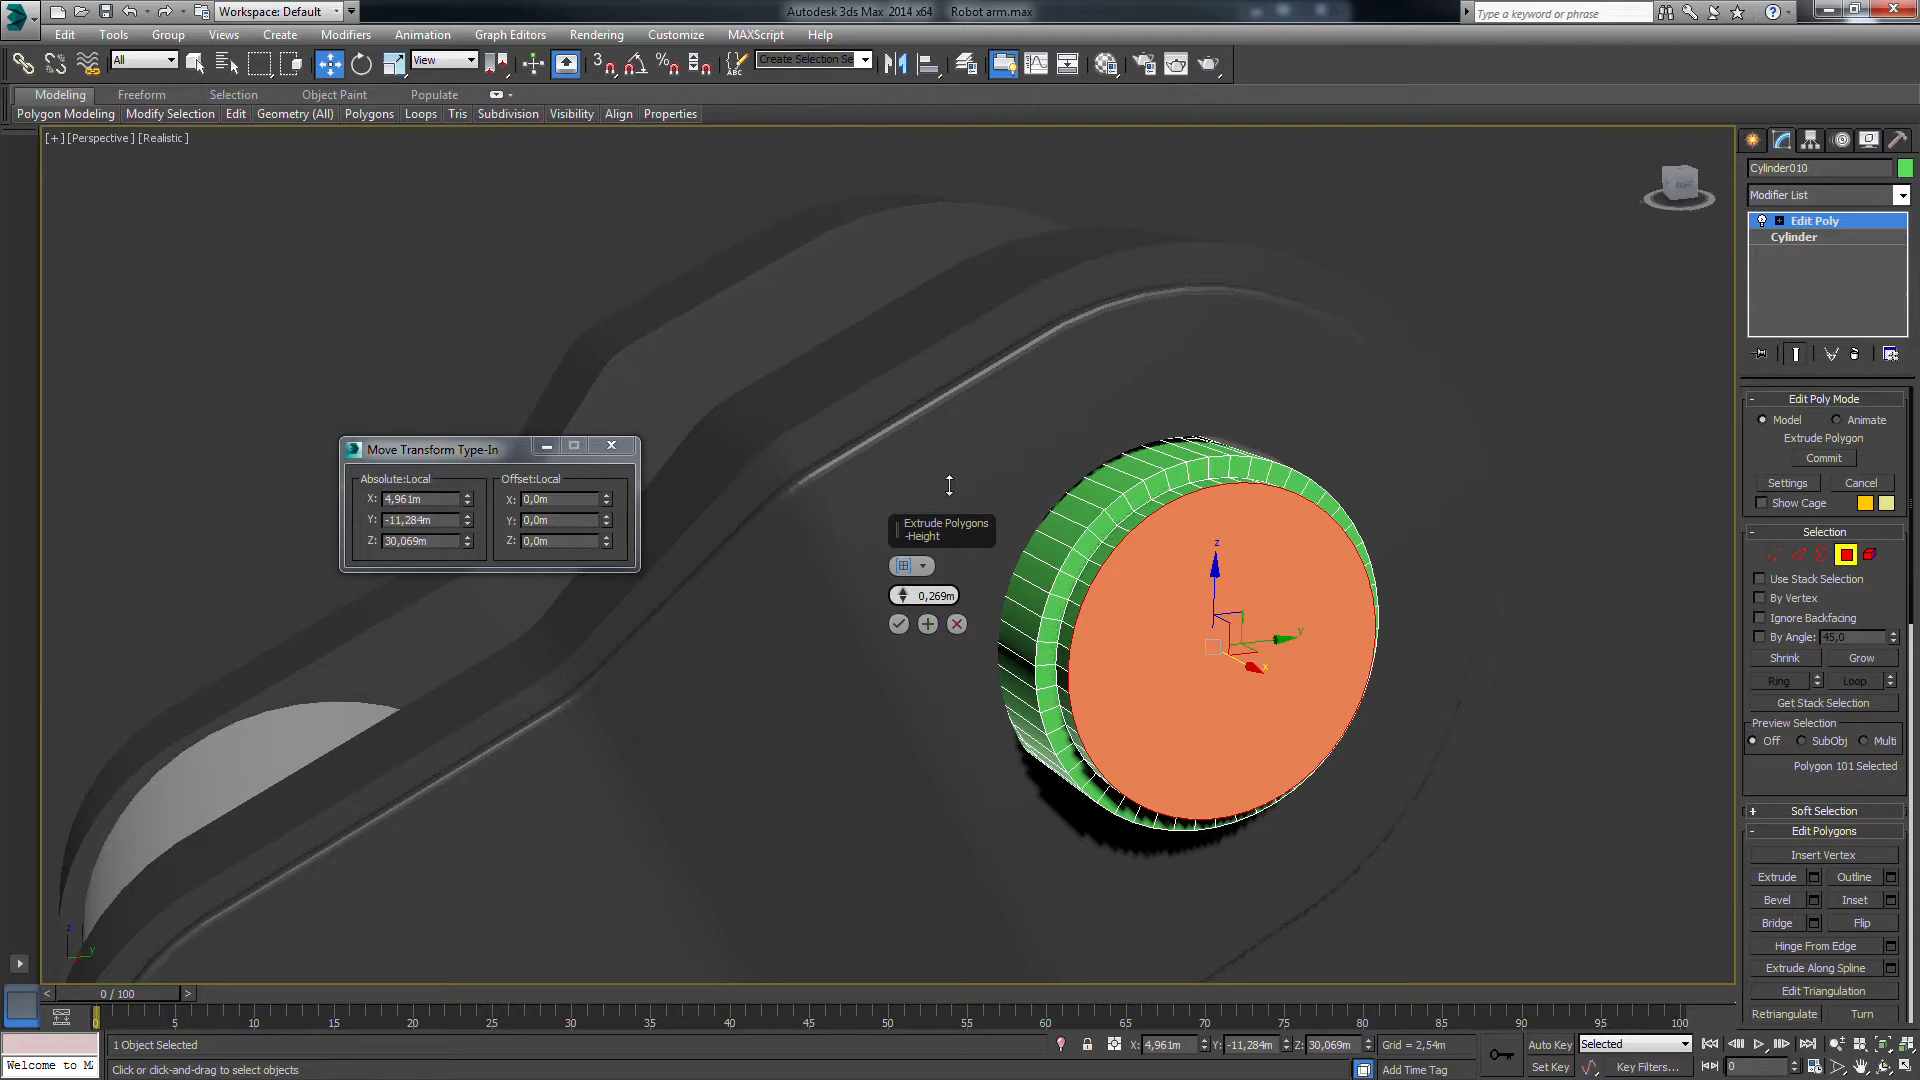 Workspace: Default
Autodesk 3ds Max 2014 x64 Robot arm.max
Type a keyword or phrase
Edit Tools Group Views Create Modifiers Animation Graph Editors Rendering Customize MAXScript Help
All
View
3
Create Selection Se
Modeling Freeform Selection Object Paint Populate
Polygon Modeling Modify Selection Edit Geometry (All) Polygons Loops Tris Subdivision Visibility Align Properties
[+] [Perspective] [Realistic]
RIGHT
Cylinder010
Modifier List
Edit Poly
Cylinder
Edit Poly Mode
Model Animate
Extrude Polygon
Commit
Settings Cancel
Show Cage
Selection
Use Stack Selection
By Vertex
Ignore Backfacing
By Angle: 45,0
Shrink Grow
Ring Loop
Get Stack Selection
Preview Selection
Off SubObj Multi
Polygon 101 Selected
Soft Selection
Edit Polygons
Insert Vertex
Extrude Outline
Bevel Inset
Bridge Flip
Hinge From Edge
Extrude Along Spline
Edit Triangulation
Retriangulate Turn
Move Transform Type-In
Absolute:Local Offset:Local
X: 4,961m X: 0,0m
Y: -11,284m Y: 0,0m
Z: 30,069m Z: 0,0m
Extrude Polygons
-Height
0,269m
z
y
x
z
y
0 / 100
0 5 10 15 20 25 30 35 40 45 50 55 60 65 70 75 80 85 90 95 100
1 Object Selected
X: 4,961m Y: -11,284m Z: 30,069m Grid = 2,54m
Auto Key Selected
Welcome to M
Click or click-and-drag to select objects
Add Time Tag
Set Key Key Filters...
0